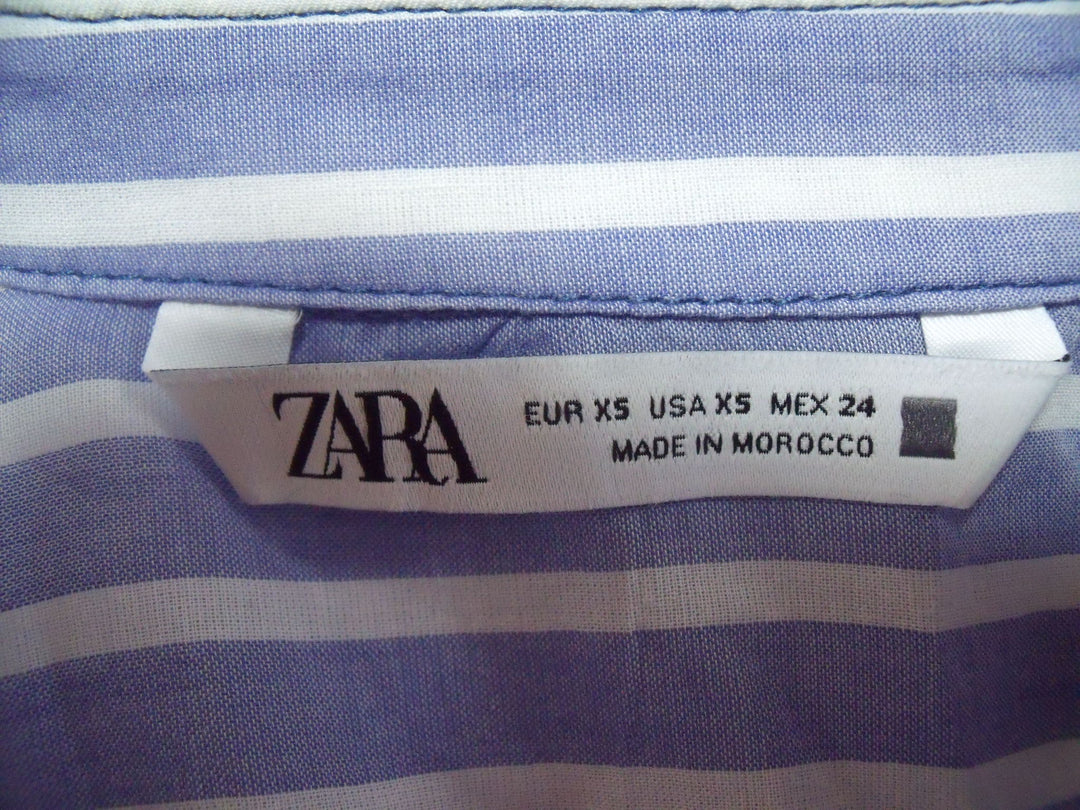 ZARA
EUR XS USA XS MEX 24
MADE IN MOROCCO